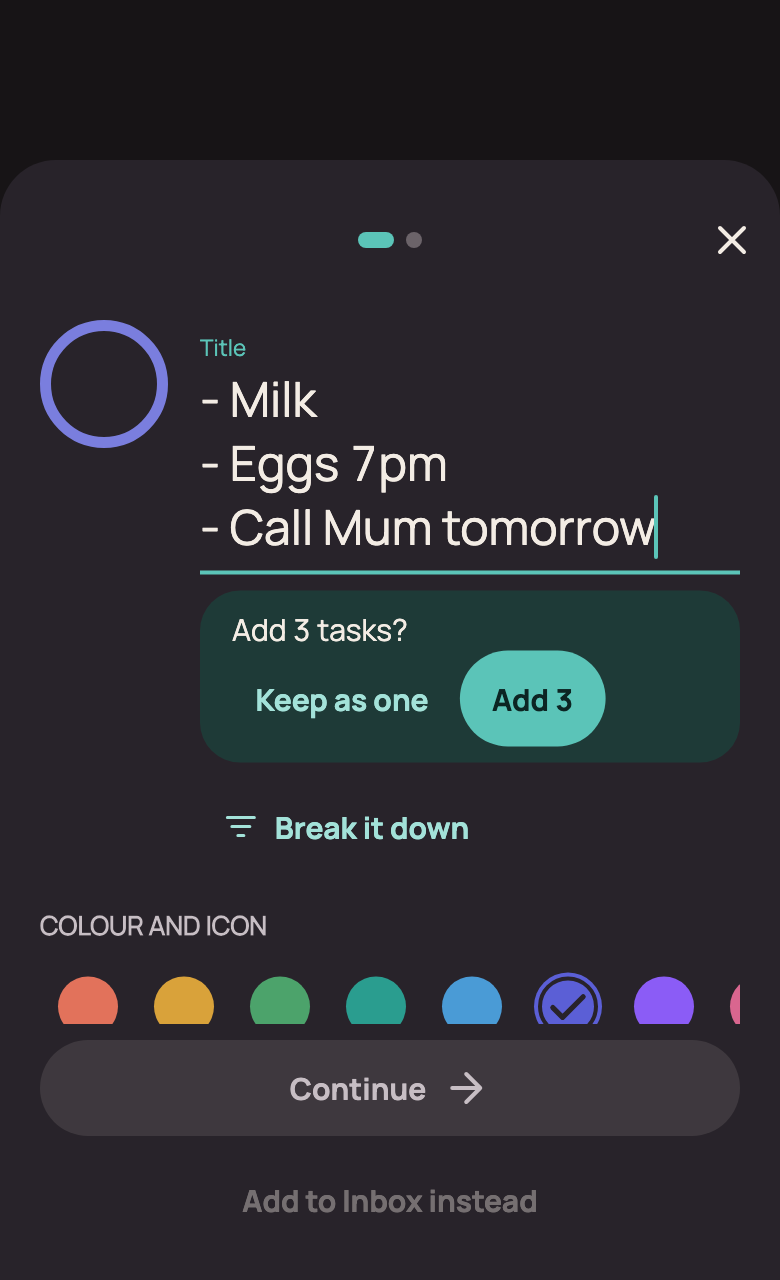 Title
- Milk
- Eggs 7pm
- Call Mum tomorrow
Add 3 tasks?
Keep as one
Add 3
Break it down
COLOUR AND ICON
Continue
Add to Inbox instead